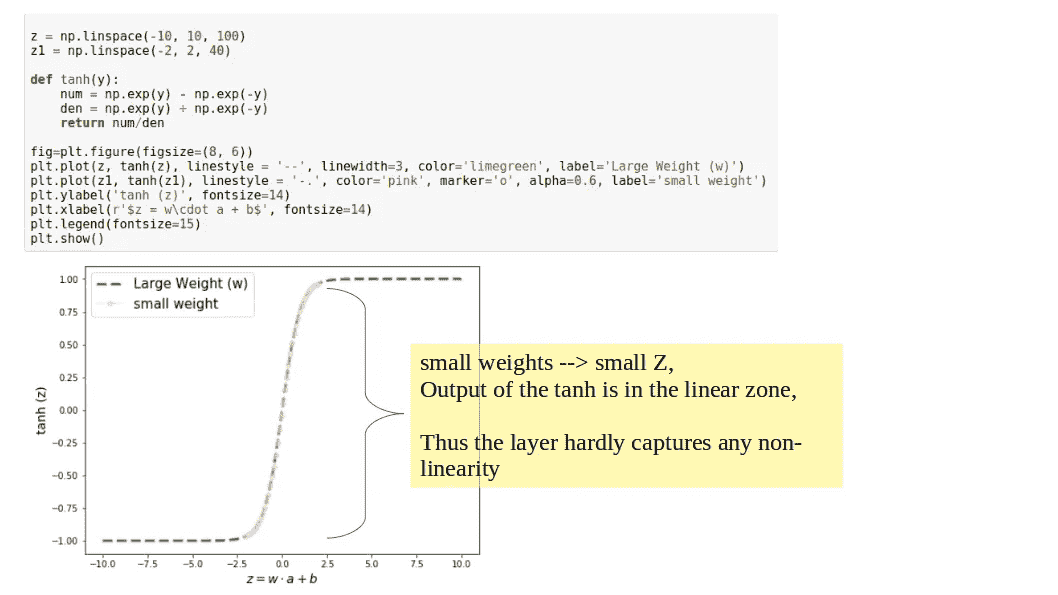 z = np.linspace(-10, 10, 100)
z1 = np.linspace(-2, 2, 40)
def tanh(y):
    num = np.exp(y) - np.exp(-y)
    den = np.exp(y) + np.exp(-y)
    return num/den
fig=plt.figure(figsize=(8, 6))
plt.plot(z, tanh(z), linestyle = '--', linewidth=3, color='limegreen', label='Large Weight (w)')
plt.plot(z1, tanh(z1), linestyle = '-.', color='pink', marker='o', alpha=0.6, label='small weight')
plt.ylabel('tanh (z)', fontsize=14)
plt.xlabel(r'$z = w\cdot a + b$', fontsize=14)
plt.legend(fontsize=15)
plt.show()
Large Weight (w)
small weight
1.00
0.75
0.50
0.25
0.00
−0.25
−0.50
−0.75
−1.00
tanh (z)
small weights --> small Z,
Output of the tanh is in the linear zone,
Thus the layer hardly captures any non-
linearity
−10.0 −7.5 −5.0 −2.5 0.0 2.5 5.0 7.5 10.0
z = w · a + b